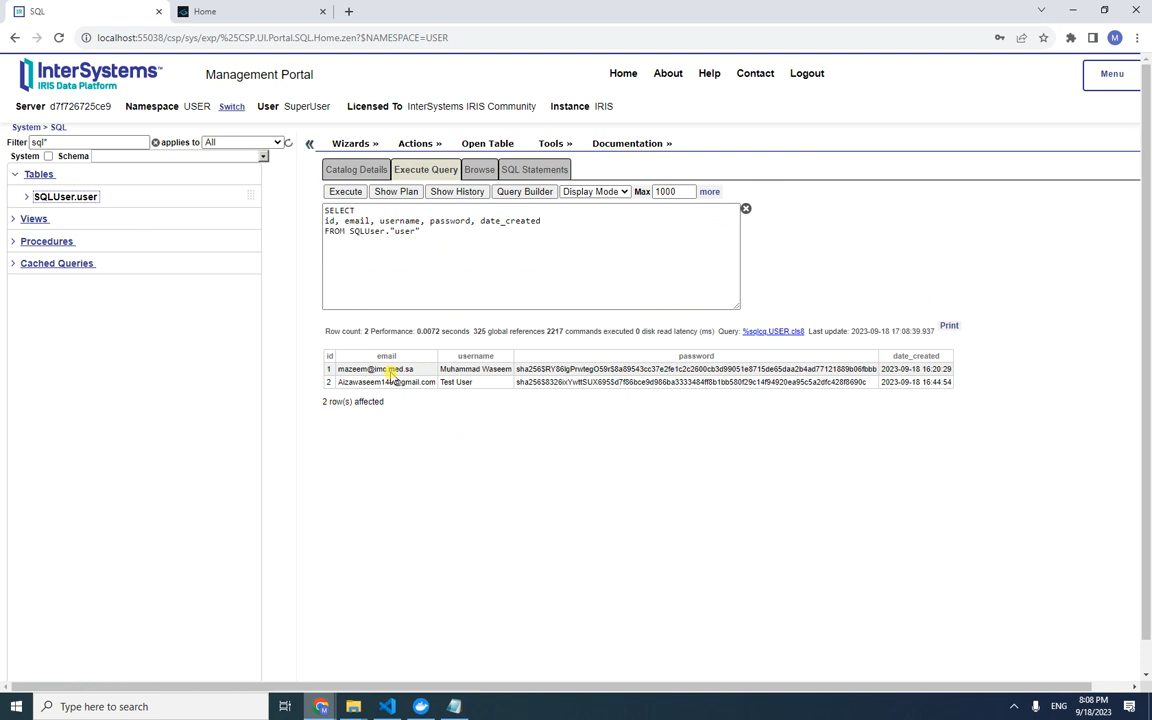 SQL
Home
localhost:55038/csp/sys/exp/%25CSP.UI.Portal.SQL.Home.zen?$NAMESPACE=USER
M
InterSystems™
IRIS Data Platform
Management Portal
Home About Help Contact Logout
Menu
Server d7f726725ce9 Namespace USER Switch User SuperUser Licensed To InterSystems IRIS Community Instance IRIS
System > SQL
Filter sql* applies to All
System Schema
Wizards » Actions » Open Table Tools » Documentation »
Tables
SQLUser.user
Views
Procedures
Cached Queries
Catalog Details Execute Query Browse SQL Statements
Execute Show Plan Show History Query Builder Display Mode Max 1000 more
SELECT
id, email, username, password, date_created
FROM SQLUser."user"
Row count: 2 Performance: 0.0072 seconds 325 global references 2217 commands executed 0 disk read latency (ms) Query: %sqlcq.USER.cls8 Last update: 2023-09-18 17:08:39.937 Print
id email username password date_created
1 mazeem@imc.med.sa Muhammad Waseem 2023-09-18 16:20:29
2 Test User 2023-09-18 16:44:54
2 row(s) affected
Type here to search
ENG
8:08 PM
9/18/2023